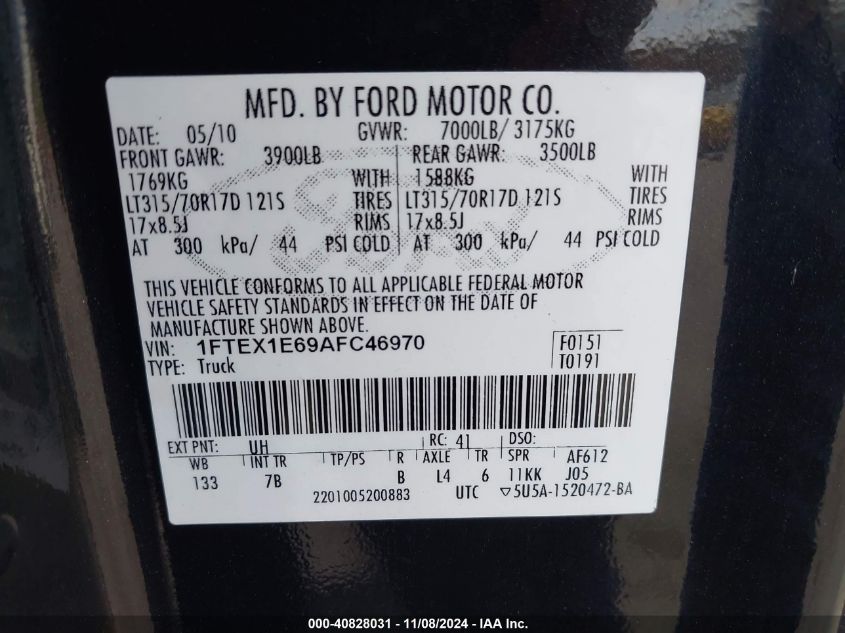 MFD. BY FORD MOTOR CO.
DATE: 05/10 GVWR: 7000LB/ 3175KG
FRONT GAWR: 3900LB REAR GAWR: 3500LB
1769KG WITH 1588KG WITH
LT315/70R17D 121S TIRES LT315/70R17D 121S TIRES
17x8.5J RIMS 17x8.5J RIMS
AT 300 kPa/ 44 PSI COLD AT 300 kPa/ 44 PSI COLD
THIS VEHICLE CONFORMS TO ALL APPLICABLE FEDERAL MOTOR
VEHICLE SAFETY STANDARDS IN EFFECT ON THE DATE OF
MANUFACTURE SHOWN ABOVE.
VIN: 1FTEX1E69AFC46970 F0151
TYPE: Truck T0191
EXT PNT: UH RC: 41 DSO:
WB INT TR TP/PS R AXLE TR SPR AF612
133 7B B L4 6 11KK J05
2201005200883 UTC ▽5U5A-1520472-BA
000-40828031 - 11/08/2024 - IAA Inc.